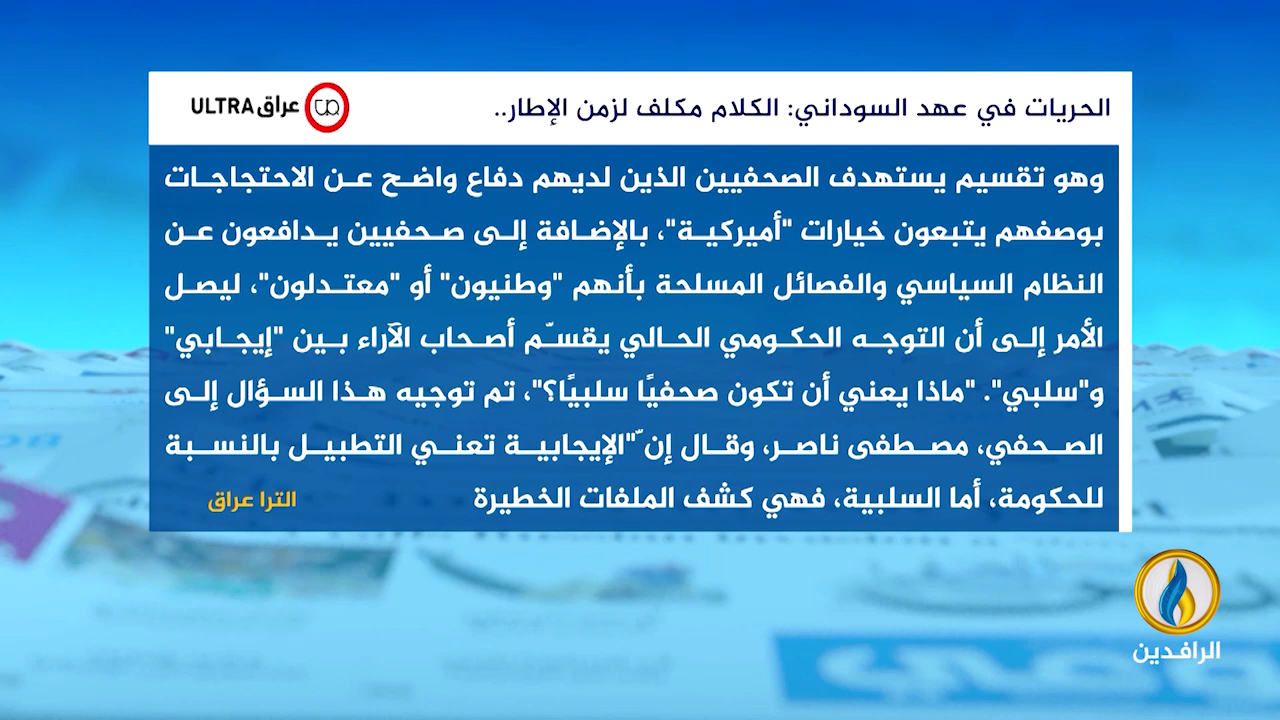 الحريات في عهد السوداني: الكلام مكلف لزمن الإطار..
عراق ULTRA
وهو تقسيم يستهدف الصحفيين الذين لديهم دفاع واضح عن الاحتجاجات
بوصفهم يتبعون خيارات "أميركية"، بالإضافة إلى صحفيين يدافعون عن
النظام السياسي والفصائل المسلحة بأنهم "وطنيون" أو "معتدلون"، ليصل
الأمر إلى أن التوجه الحكومي الحالي يقسّم أصحاب الآراء بين "إيجابي"
و"سلبي". "ماذا يعني أن تكون صحفيًا سلبيًا؟"، تم توجيه هذا السؤال إلى
الصحفي، مصطفى ناصر، وقال إنّ "الإيجابية تعني التطبيل بالنسبة
للحكومة، أما السلبية، فهي كشف الملفات الخطيرة
الترا عراق
الرافدين